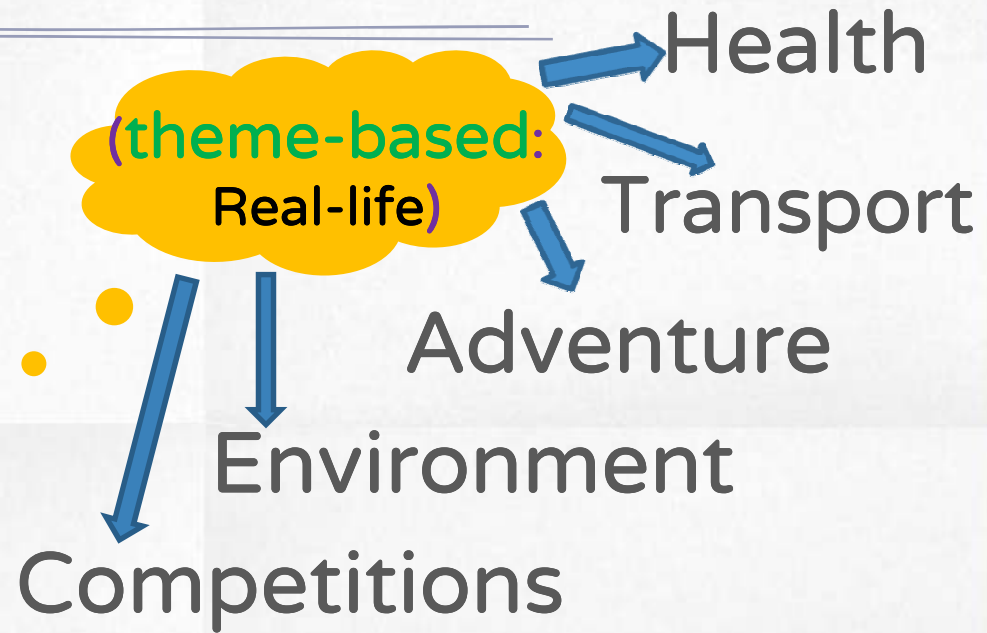 Health
(theme-based:
Real-life)
Transport
Adventure
Environment
Competitions